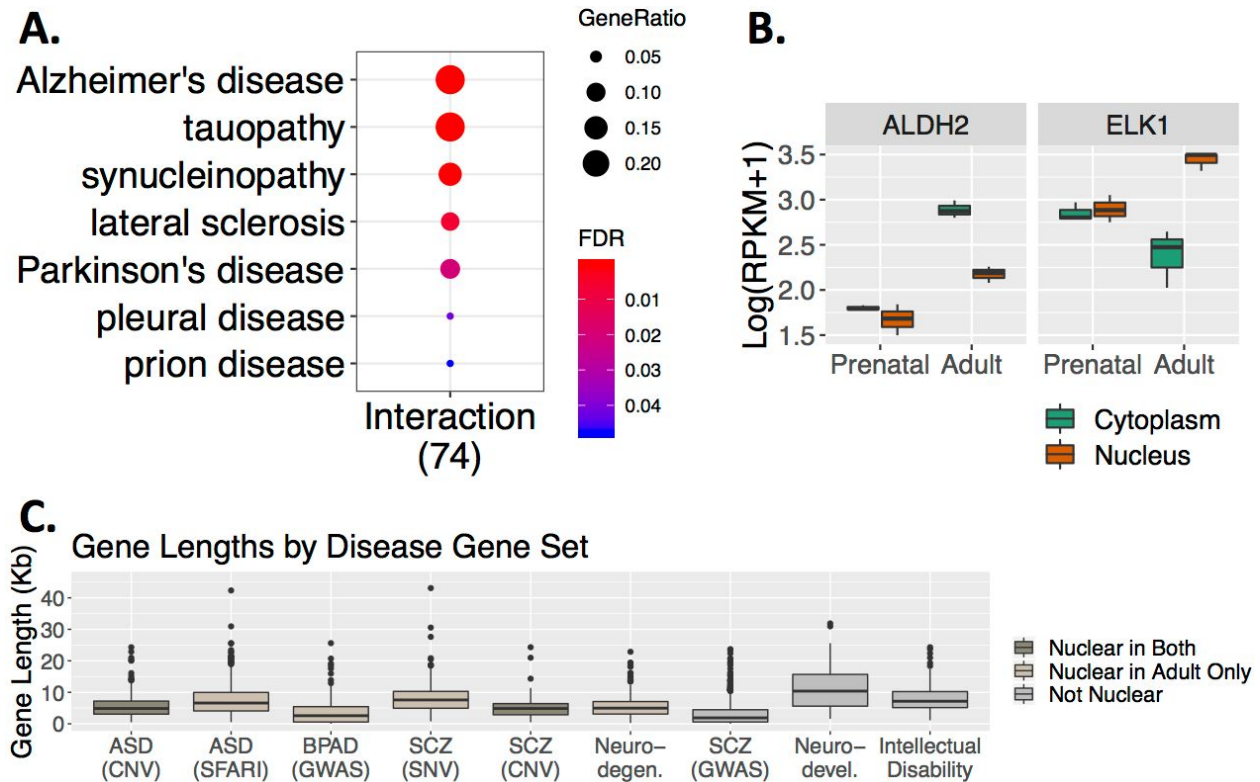 A.
Alzheimer's disease
tauopathy
synucleinopathy
lateral sclerosis
Parkinson's disease
pleural disease
prion disease
Interaction
(74)
GeneRatio
0.05
0.10
0.15
0.20
FDR
0.01
0.02
0.03
0.04
B.
ALDH2 ELK1
Log(RPKM+1)
3.5
3.0
2.5
2.0
1.5
Prenatal Adult Prenatal Adult
Cytoplasm
Nucleus
C.
Gene Lengths by Disease Gene Set
Gene Length (Kb)
40
30
20
10
0
ASD ASD BPAD SCZ SCZ Neuro– SCZ Neuro– Intellectual
(CNV) (SFARI) (GWAS) (SNV) (CNV) degen. (GWAS) devel. Disability
Nuclear in Both
Nuclear in Adult Only
Not Nuclear